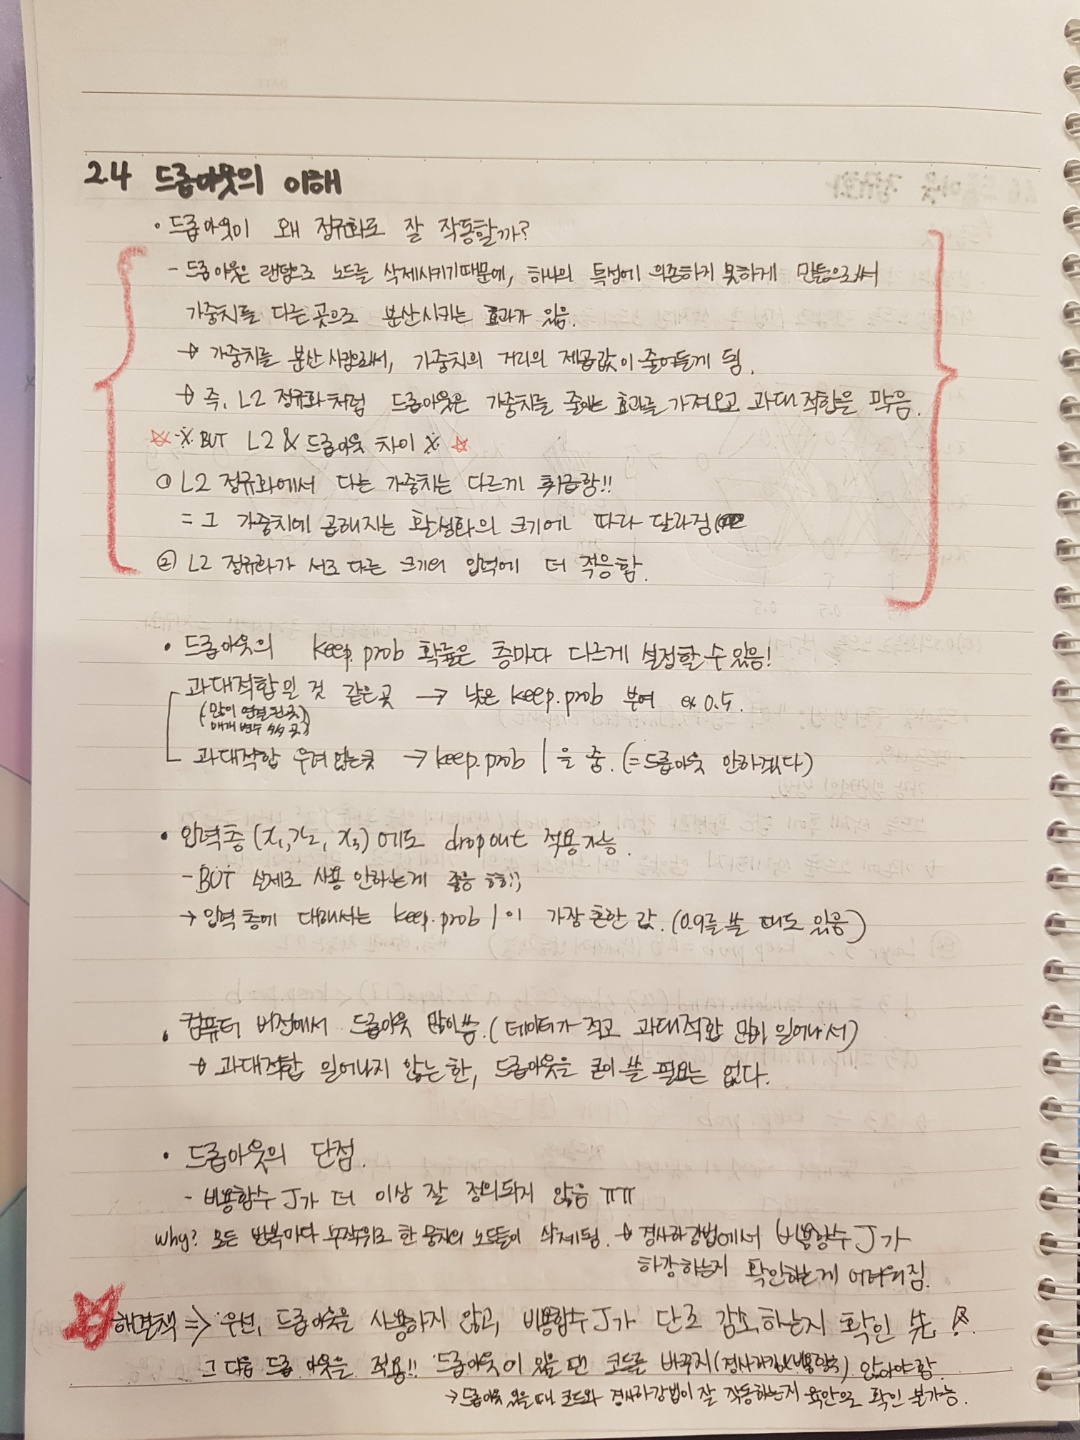 2.4 드롭아웃의 이해
· 드롭아웃이 왜 정규화로 잘 작동할까?
- 드롭아웃은 랜덤으로 노드를 삭제시키기때문에, 하나의 특성에 의존하지 못하게 만듦으로써
가중치를 다른곳으로 분산시키는 효과가 있음.
↳ 가중치를 분산시킴으로써, 가중치의 거리의 제곱값이 줄어들게 됨.
↳ 즉, L2 정규화처럼 드롭아웃은 가중치를 줄이는 효과를 가져오고 과대적합을 막음.
☆ ※ BUT L2 & 드롭아웃 차이 ※ ☆
① L2 정규화에서 다른 가중치는 다르게 취급함!!
= 그 가중치에 곱해지는 활성화의 크기에 따라 달라짐
② L2 정규화가 서로 다른 크기의 입력에 더 적응함.
· 드롭아웃의 keep.prob 확률은 층마다 다르게 설정할 수 있음!
과대적합일 것 같은 곳 → 낮은 keep.prob 부여 ex 0.5.
(많이 연결된곳)
매개변수 多 곳)
과대적합 우려 없는곳 → keep.prob 1을 줌. (= 드롭아웃 안하겠다)
· 입력층 (x₁, x₂, x₃)에도 dropout 적용가능.
- BUT 실제로 사용 안하는게 좋음
→ 입력층에 대해서는 keep.prob 1이 가장 흔한 값. (0.9를 쓸 때도 있음)
· 컴퓨터 비전에서 드롭아웃 많이씀. (데이터가 적고 과대적합 많이 일어나서)
↳ 과대적합 일어나지 않는한, 드롭아웃을 굳이 쓸 필요는 없다.
· 드롭아웃의 단점.
- 비용함수 J가 더 이상 잘 정의되지 않음 ㅠㅠ
Why? 모든 반복마다 무작위로 한 뭉치의 노드들이 삭제됨. → 경사하강법에서 비용함수 J가
하강하는지 확인하는게 어려워짐.
☆ 해결책 ⇒ 우선, 드롭아웃을 사용하지 않고, 비용함수 J가 단조 감소하는지 확인 先
그 다음 드롭아웃을 적용!! 드롭아웃이 있을 땐 코드를 바꾸지 않아야함.
→ 드롭아웃 있을때 코드와 경사하강법이 잘 작동하는지 육안으로 확인 불가능.